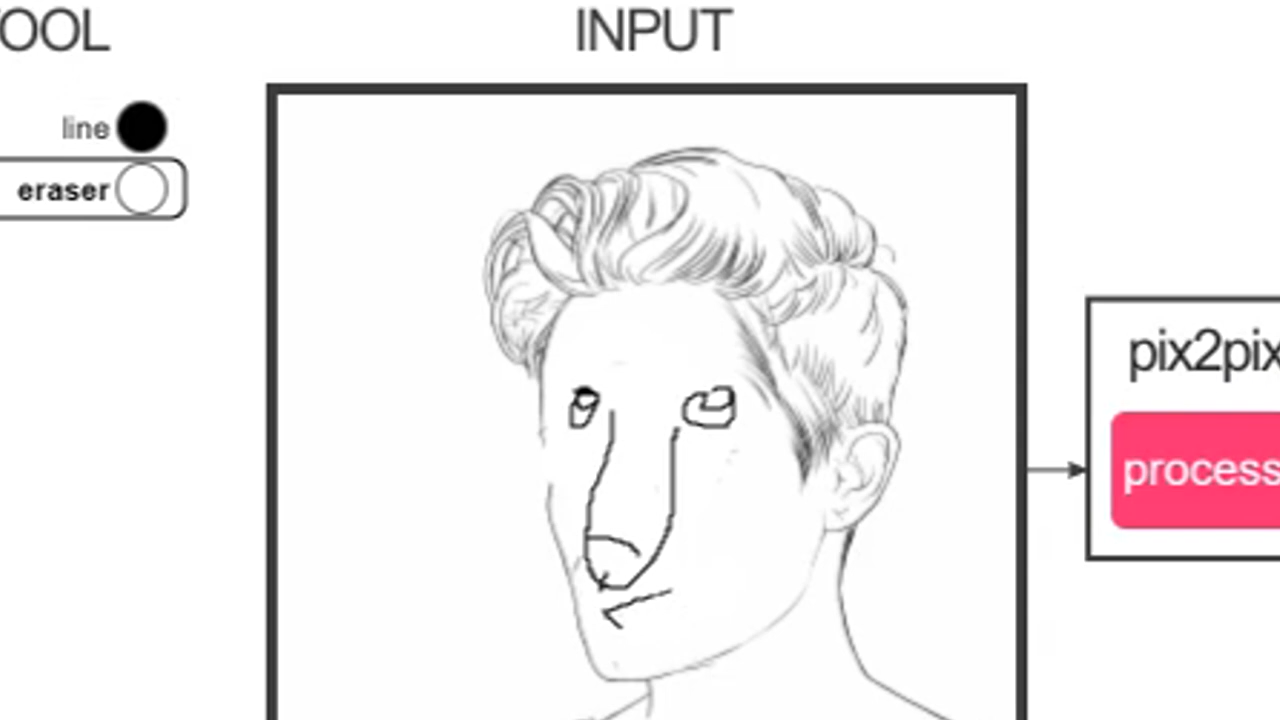 OOL
INPUT
line
eraser
pix2pix
process